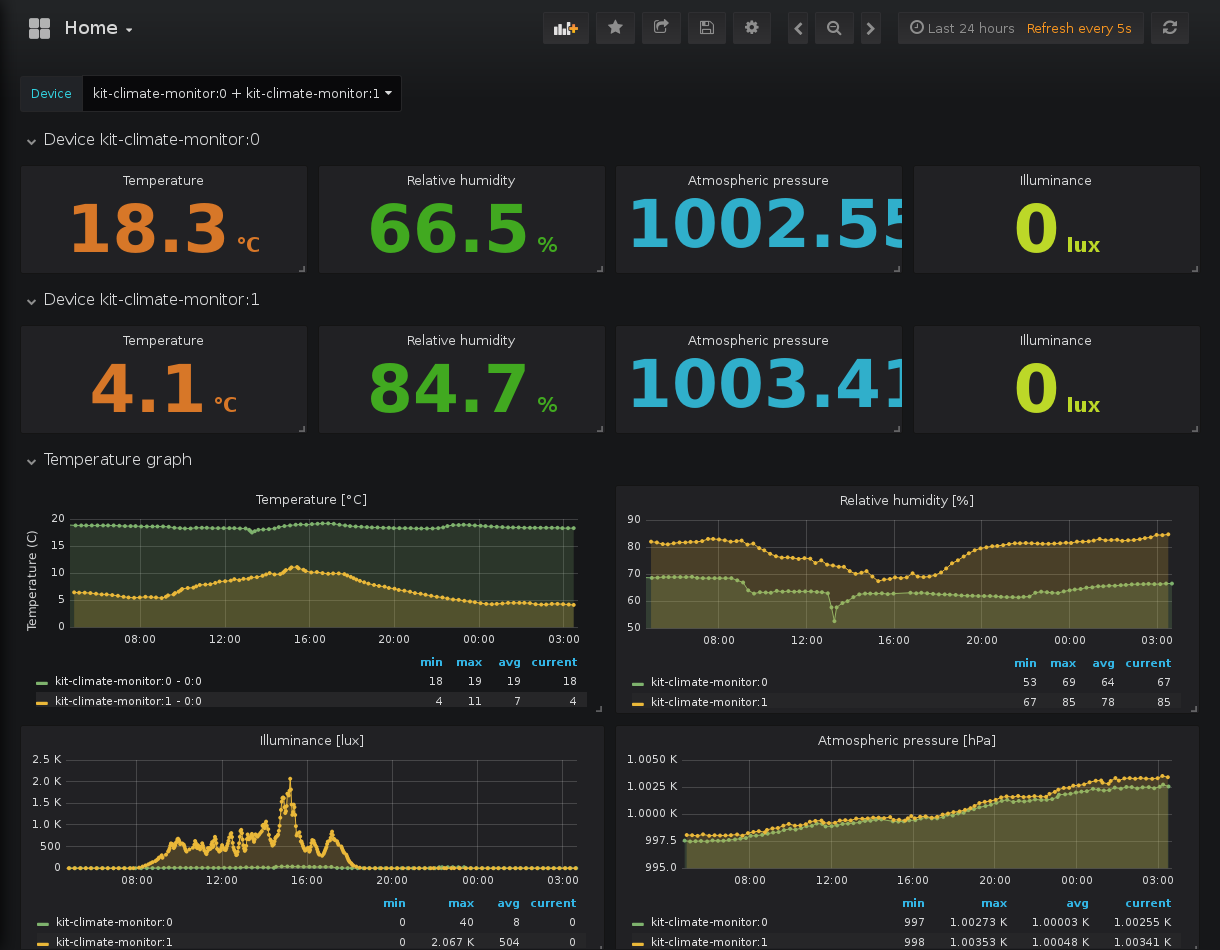 Home
Last 24 hours Refresh every 5s
Device kit-climate-monitor:0 + kit-climate-monitor:1
Device kit-climate-monitor:0
Temperature Relative humidity Atmospheric pressure Illuminance
18.3 °C 66.5 % 1002.55 0 lux
Device kit-climate-monitor:1
Temperature Relative humidity Atmospheric pressure Illuminance
4.1 °C 84.7 % 1003.41 0 lux
Temperature graph
Temperature [°C]
Temperature (C)
20
15
10
5
0
08:00 12:00 16:00 20:00 00:00 03:00
min max avg current
kit-climate-monitor:0 - 0:0 18 19 19 18
kit-climate-monitor:1 - 0:0 4 11 7 4
Relative humidity [%]
90
80
70
60
50
08:00 12:00 16:00 20:00 00:00 03:00
min max avg current
kit-climate-monitor:0 53 69 64 67
kit-climate-monitor:1 67 85 78 85
Illuminance [lux]
2.5 K
2.0 K
1.5 K
1.0 K
500
0
08:00 12:00 16:00 20:00 00:00 03:00
min max avg current
kit-climate-monitor:0 0 40 8 0
kit-climate-monitor:1 0 2.067 K 504 0
Atmospheric pressure [hPa]
1.0050 K
1.0025 K
1.0000 K
997.5
995.0
08:00 12:00 16:00 20:00 00:00 03:00
min max avg current
kit-climate-monitor:0 997 1.00273 K 1.00003 K 1.00255 K
kit-climate-monitor:1 998 1.00353 K 1.00048 K 1.00341 K